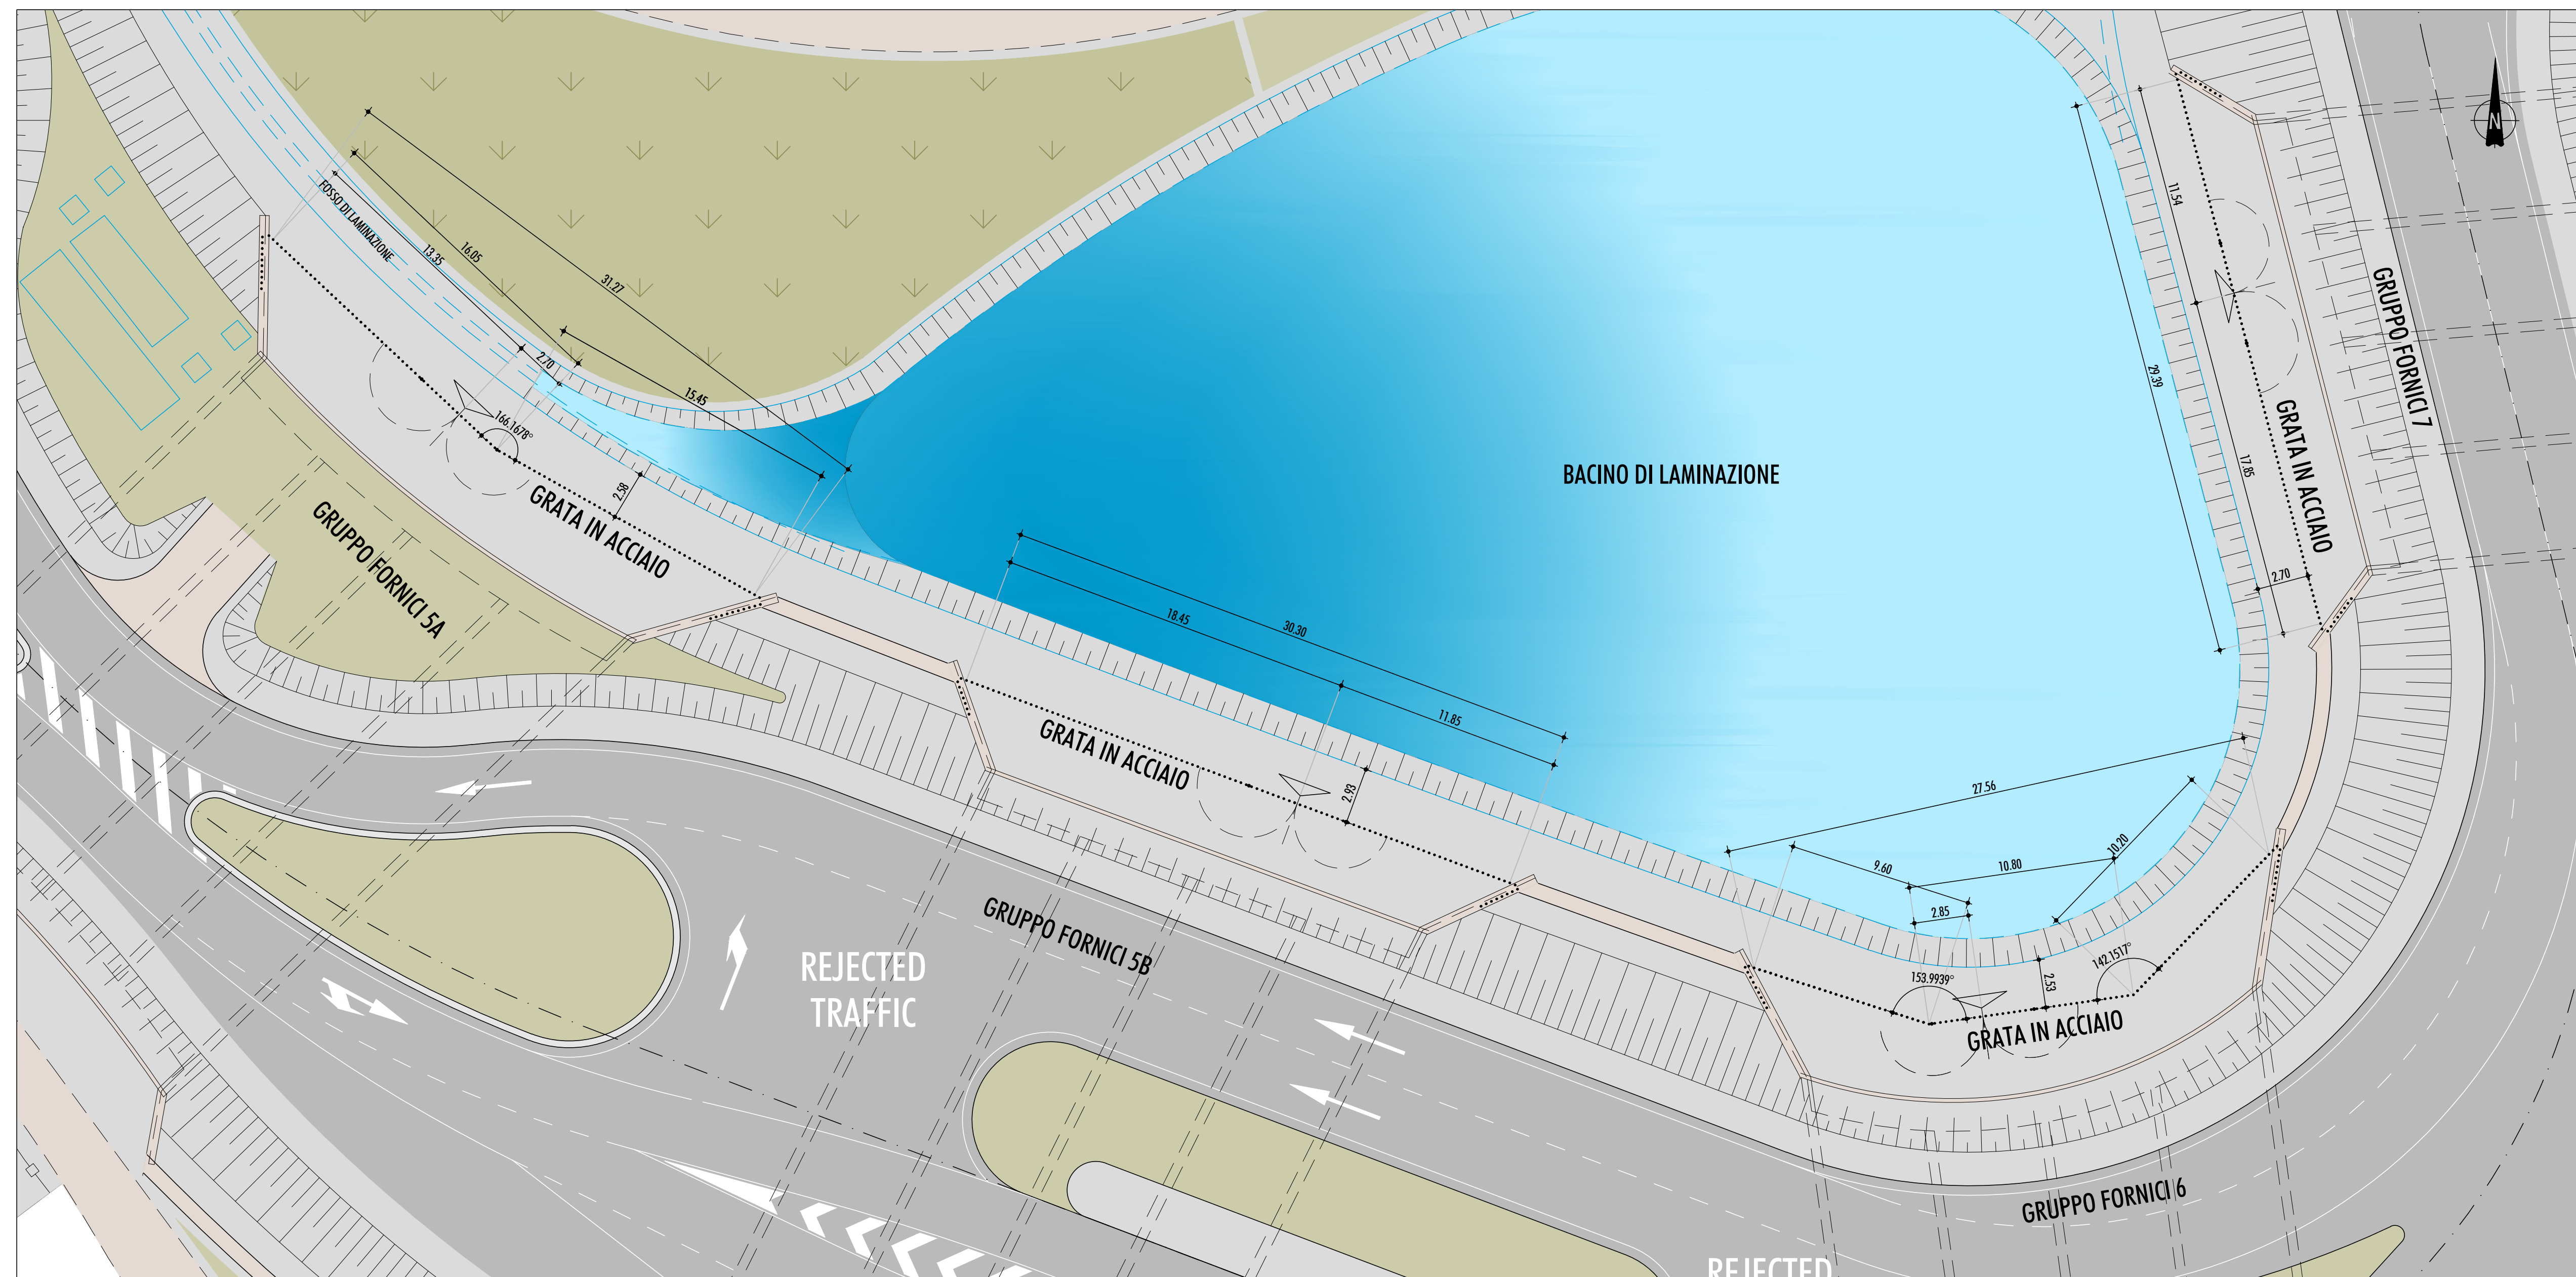 N
FOSSO DI LAMINAZIONE
13.35
16.05
31.27
2.70
15.45
166.1678°
2.58
GRATA IN ACCIAIO
GRUPPO FORNICI 5A
BACINO DI LAMINAZIONE
11.54
29.39
17.85
2.70
GRATA IN ACCIAIO
GRUPPO FORNICI 7
18.45
30.30
11.85
2.93
GRATA IN ACCIAIO
GRUPPO FORNICI 5B
27.56
9.60
10.80
10.20
2.85
153.9939°
142.1517°
2.53
GRATA IN ACCIAIO
GRUPPO FORNICI 6
REJECTED
TRAFFIC
REJECTED